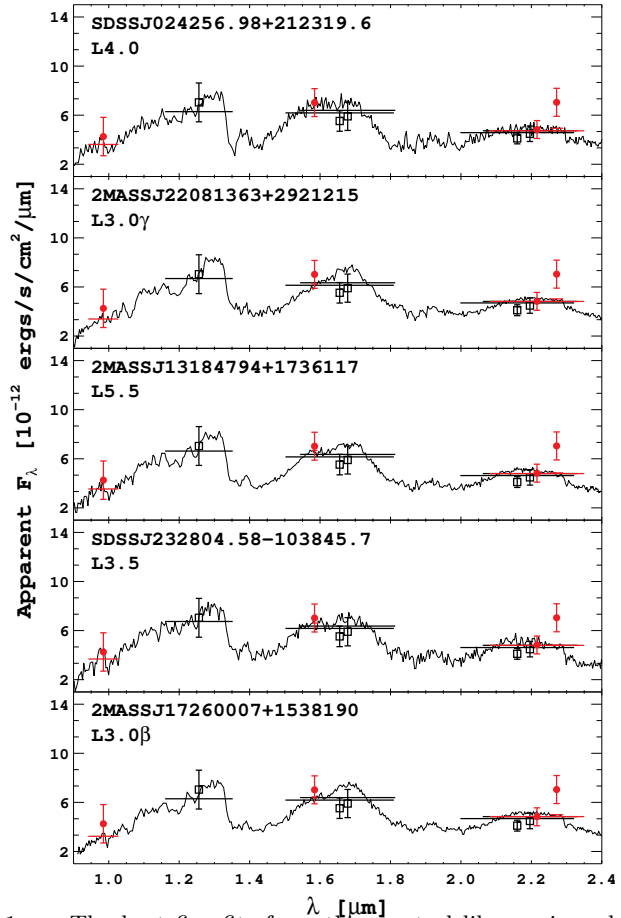 14
10
6
2
SDSSJ024256.98+212319.6
L4.0
14
10
6
2
2MASSJ22081363+2921215
L3.0γ
14
10
6
2
2MASSJ13184794+1736117
L5.5
14
10
6
2
SDSSJ232804.58−103845.7
L3.5
14
10
6
2
2MASSJ17260007+1538190
L3.0β
Apparent Fλ [10⁻¹² ergs/s/cm²/μm]
1.0 1.2 1.4 1.6 1.8 2.0 2.2 2.4
λ [μm]